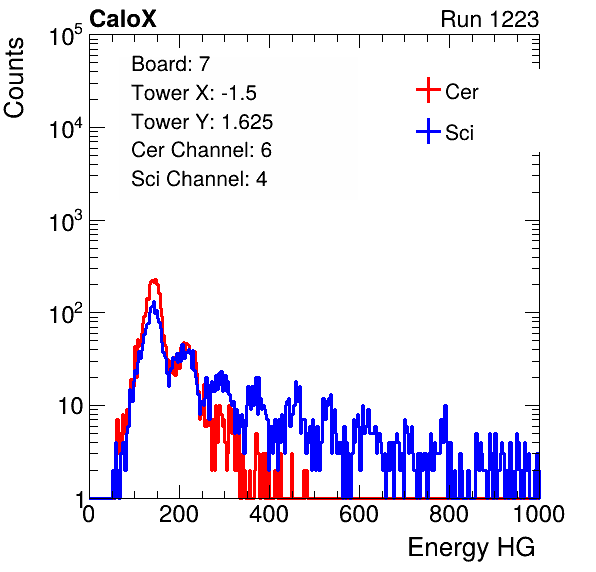 CaloX Run 1223
Counts
10^5
10^4
10^3
10^2
10
1
Board: 7
Tower X: -1.5
Tower Y: 1.625
Cer Channel: 6
Sci Channel: 4
Cer
Sci
0 200 400 600 800 1000
Energy HG